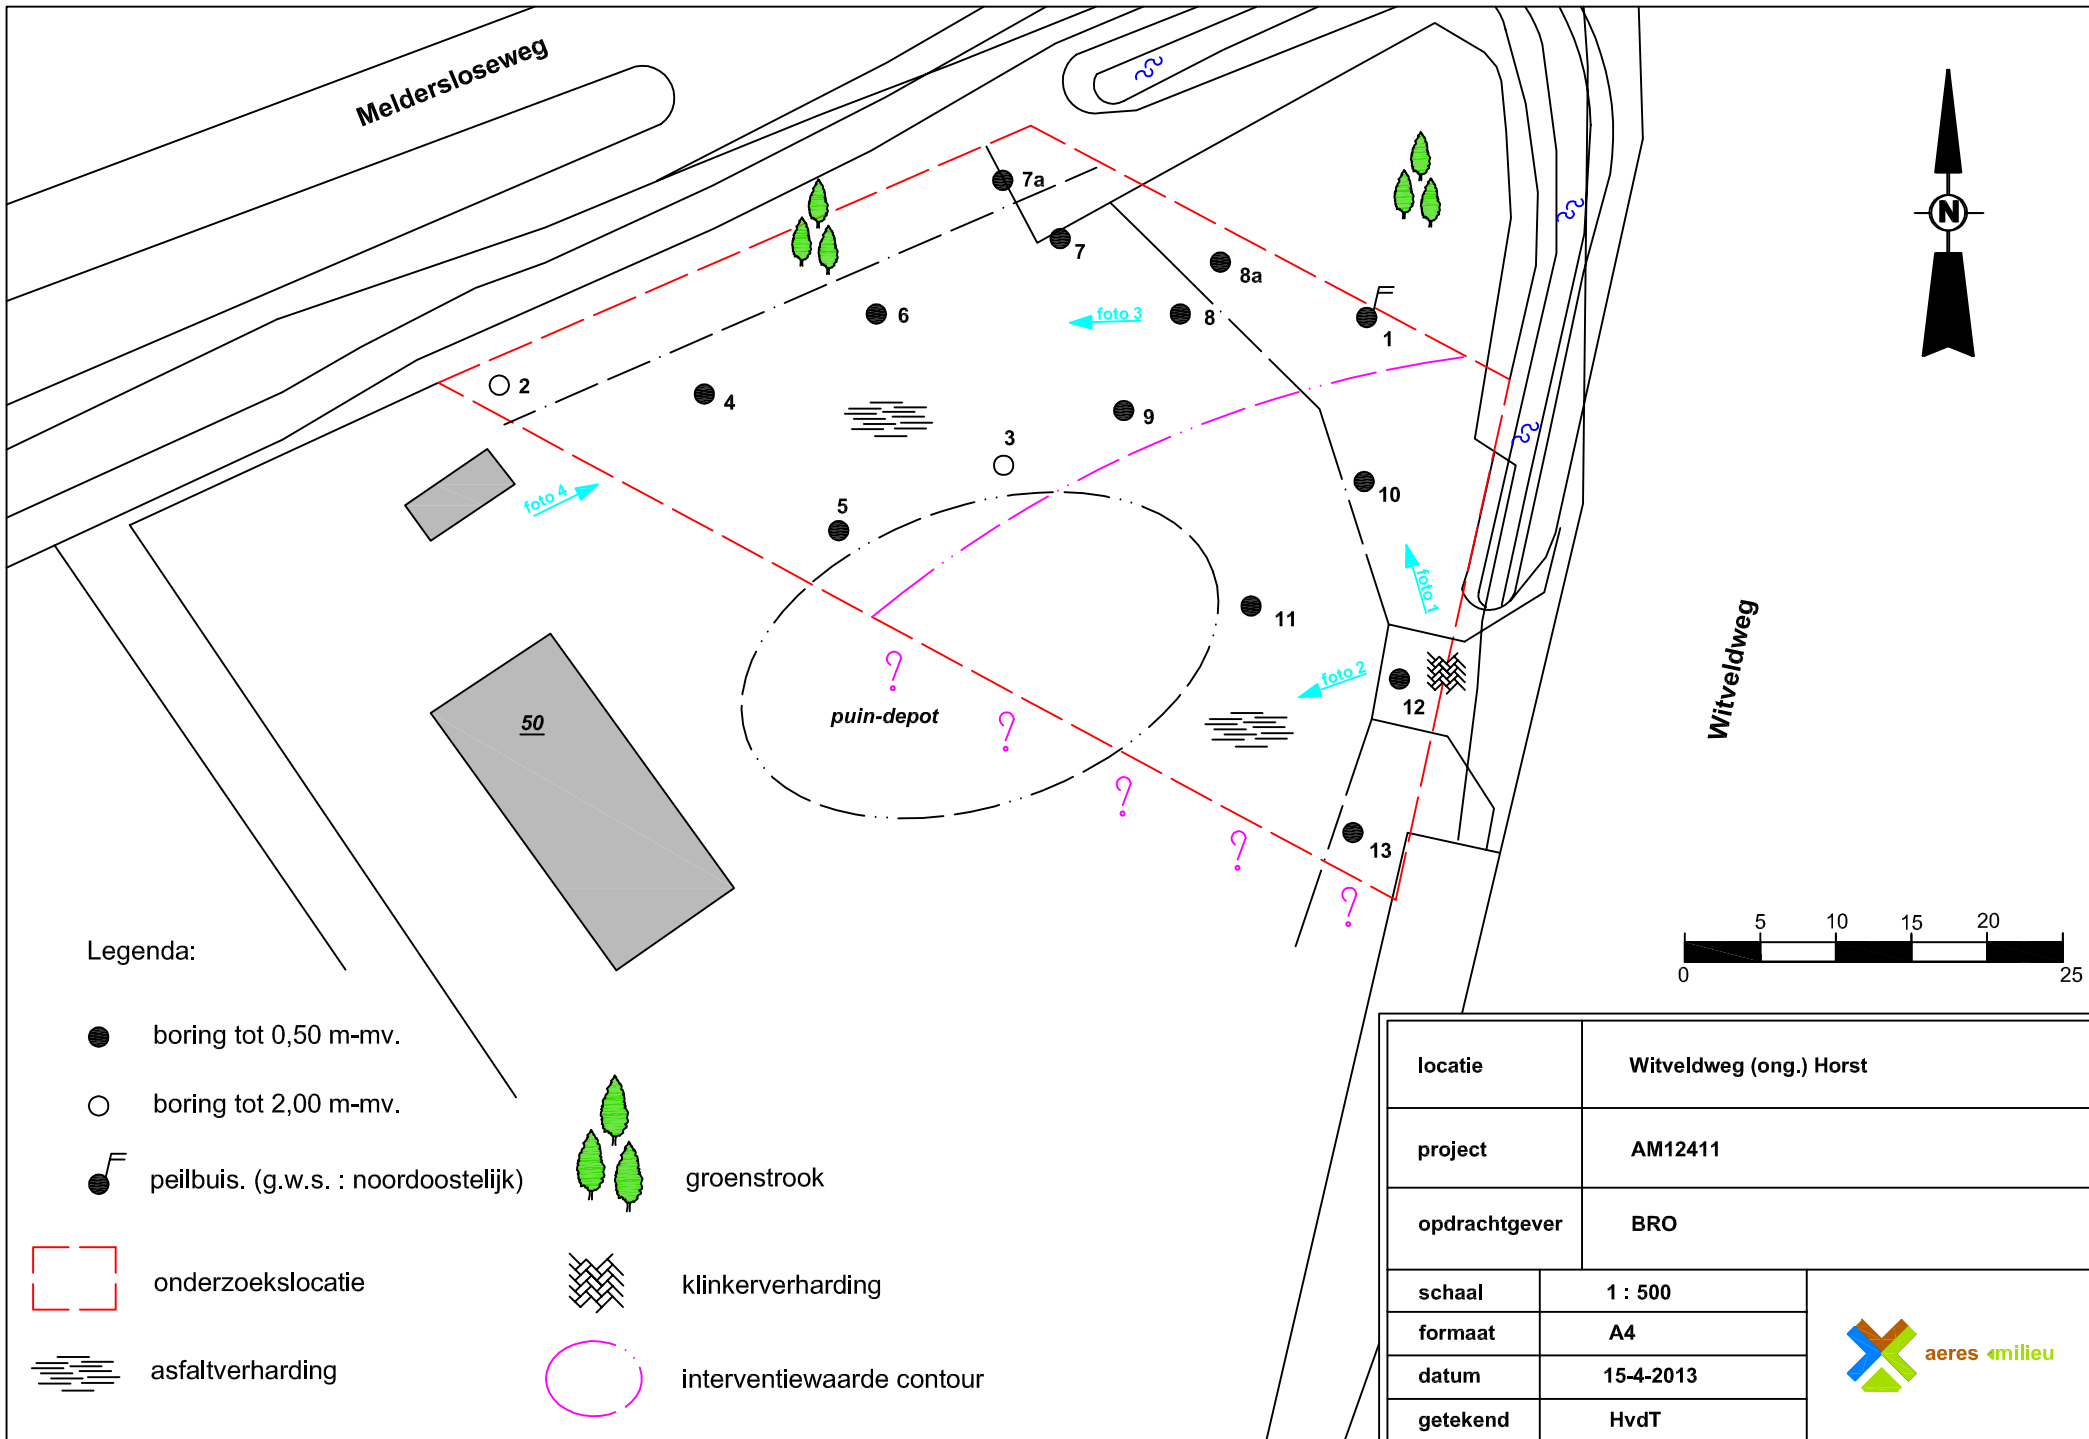 Meldersloseweg
N
7a
7
8a
foto 3
6
8
1
2
4
9
3
foto 4
10
5
foto 1
11
Witveldweg
foto 2
12
50
puin-depot
?
?
?
?
?
13
5 10 15 20
0 25
Legenda:
boring tot 0,50 m-mv.
boring tot 2,00 m-mv.
peilbuis. (g.w.s. : noordoostelijk)
onderzoekslocatie
asfaltverharding
groenstrook
klinkerverharding
interventiewaarde contour
locatie Witveldweg (ong.) Horst
project AM12411
opdrachtgever BRO
schaal 1 : 500
formaat A4
datum 15-4-2013
getekend HvdT
aeres milieu